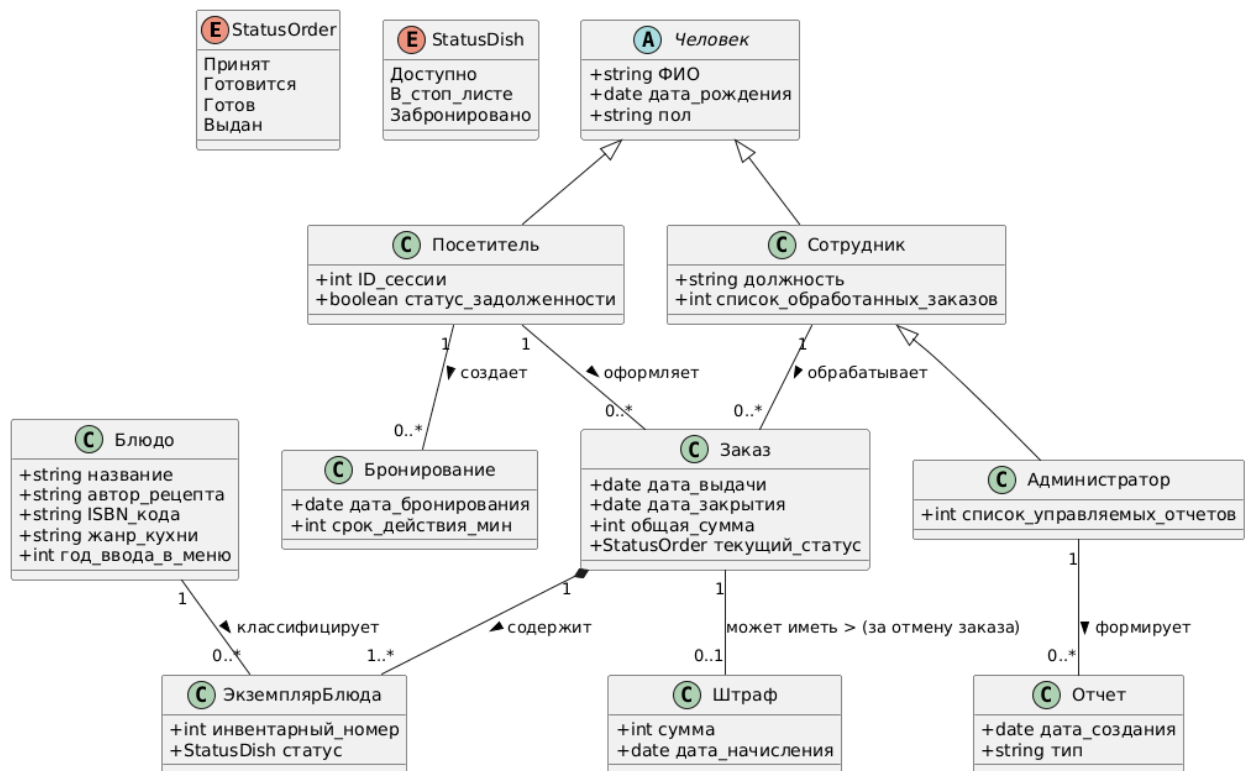 E StatusOrder
Принят
Готовится
Готов
Выдан
E StatusDish
Доступно
В_стоп_листе
Забронировано
A Человек
+string ФИО
+date дата_рождения
+string пол
C Посетитель
+int ID_сессии
+boolean статус_задолженности
C Сотрудник
+string должность
+int список_обработанных_заказов
1
создает
0..*
1
оформляет
0..*
1
обрабатывает
0..*
C Блюдо
+string название
+string автор_рецепта
+string ISBN_кода
+string жанр_кухни
+int год_ввода_в_меню
C Бронирование
+date дата_бронирования
+int срок_действия_мин
C Заказ
+date дата_выдачи
+date дата_закрытия
+int общая_сумма
+StatusOrder текущий_статус
C Администратор
+int список_управляемых_отчетов
1
классифицирует
0..*
1
содержит
1..*
1
может иметь > (за отмену заказа)
0..1
1
формирует
0..*
C ЭкземплярБлюда
+int инвентарный_номер
+StatusDish статус
C Штраф
+int сумма
+date дата_начисления
C Отчет
+date дата_создания
+string тип